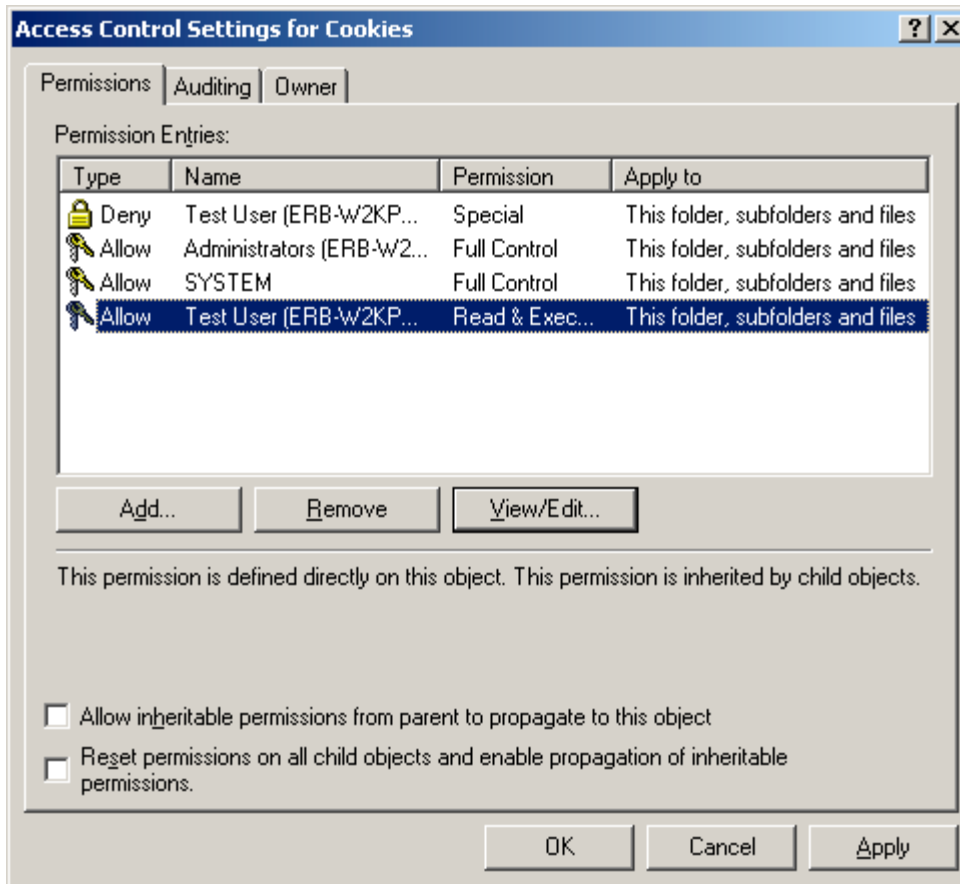 Access Control Settings for Cookies
Permissions Auditing Owner
Permission Entries:
Type Name Permission Apply to
Deny Test User (ERB-W2KP... Special This folder, subfolders and files
Allow Administrators (ERB-W2... Full Control This folder, subfolders and files
Allow SYSTEM Full Control This folder, subfolders and files
Allow Test User (ERB-W2KP... Read & Exec... This folder, subfolders and files
Add... Remove View/Edit...
This permission is defined directly on this object. This permission is inherited by child objects.
Allow inheritable permissions from parent to propagate to this object
Reset permissions on all child objects and enable propagation of inheritable
permissions.
OK Cancel Apply